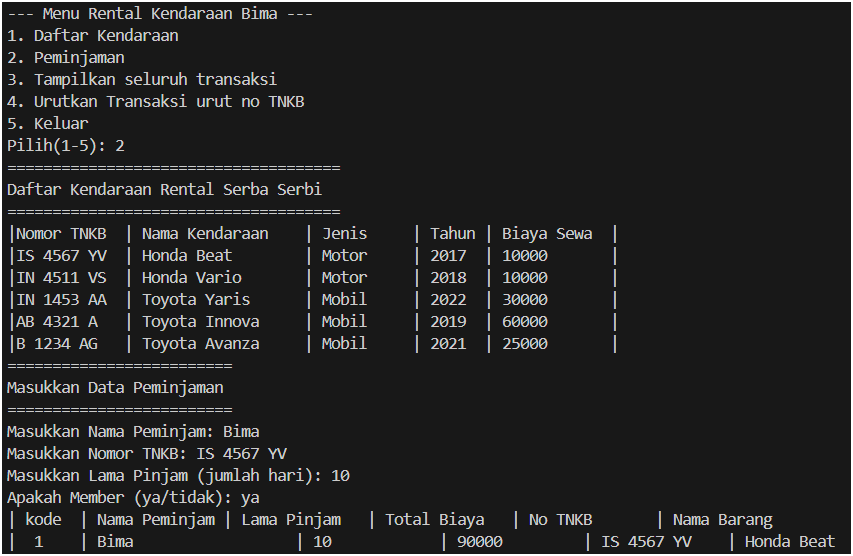 --- Menu Rental Kendaraan Bima ---
1. Daftar Kendaraan
2. Peminjaman
3. Tampilkan seluruh transaksi
4. Urutkan Transaksi urut no TNKB
5. Keluar
Pilih(1-5): 2
=====================================
Daftar Kendaraan Rental Serba Serbi
=====================================
|Nomor TNKB  | Nama Kendaraan    | Jenis     | Tahun | Biaya Sewa  |
|IS 4567 YV  | Honda Beat        | Motor     | 2017  | 10000       |
|IN 4511 VS  | Honda Vario       | Motor     | 2018  | 10000       |
|IN 1453 AA  | Toyota Yaris      | Mobil     | 2022  | 30000       |
|AB 4321 A   | Toyota Innova     | Mobil     | 2019  | 60000       |
|B 1234 AG   | Toyota Avanza     | Mobil     | 2021  | 25000       |
=========================
Masukkan Data Peminjaman
=========================
Masukkan Nama Peminjam: Bima
Masukkan Nomor TNKB: IS 4567 YV
Masukkan Lama Pinjam (jumlah hari): 10
Apakah Member (ya/tidak): ya
| kode  | Nama Peminjam | Lama Pinjam   | Total Biaya   | No TNKB       | Nama Barang
|  1    | Bima                  | 10            | 90000         | IS 4567 YV    | Honda Beat